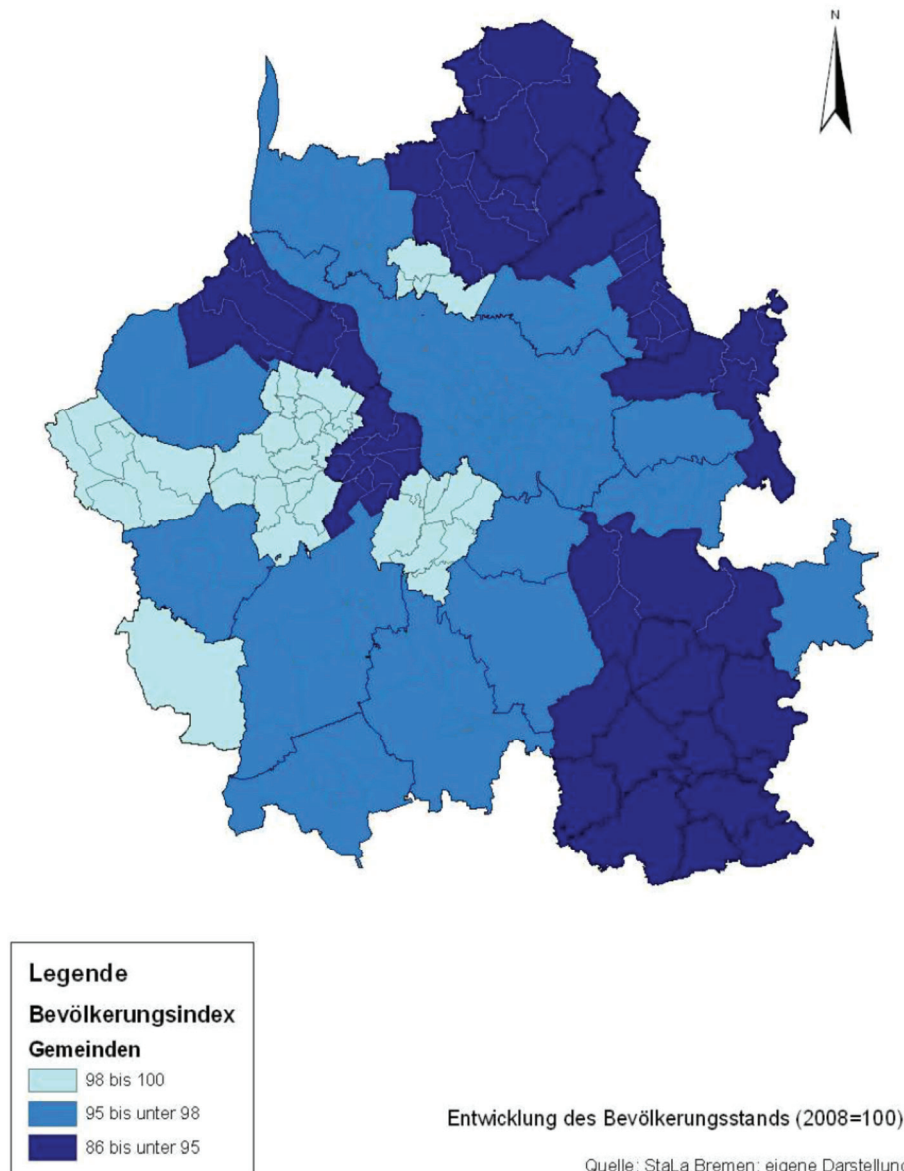 N
Legende
Bevölkerungsindex
Gemeinden
98 bis 100
95 bis unter 98
86 bis unter 95
Entwicklung des Bevölkerungsstands (2008=100)
Quelle: StaLa Bremen; eigene Darstellung